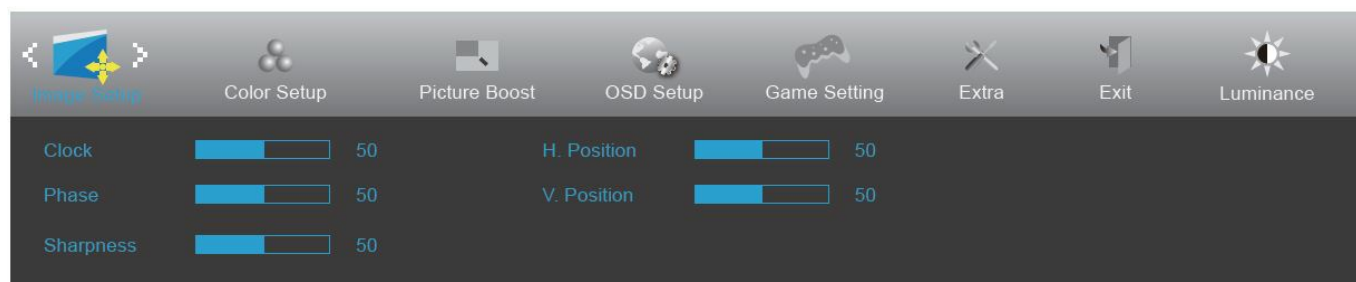 Image Setup Color Setup Picture Boost OSD Setup Game Setting Extra Exit Luminance
Clock 50 H. Position 50
Phase 50 V. Position 50
Sharpness 50